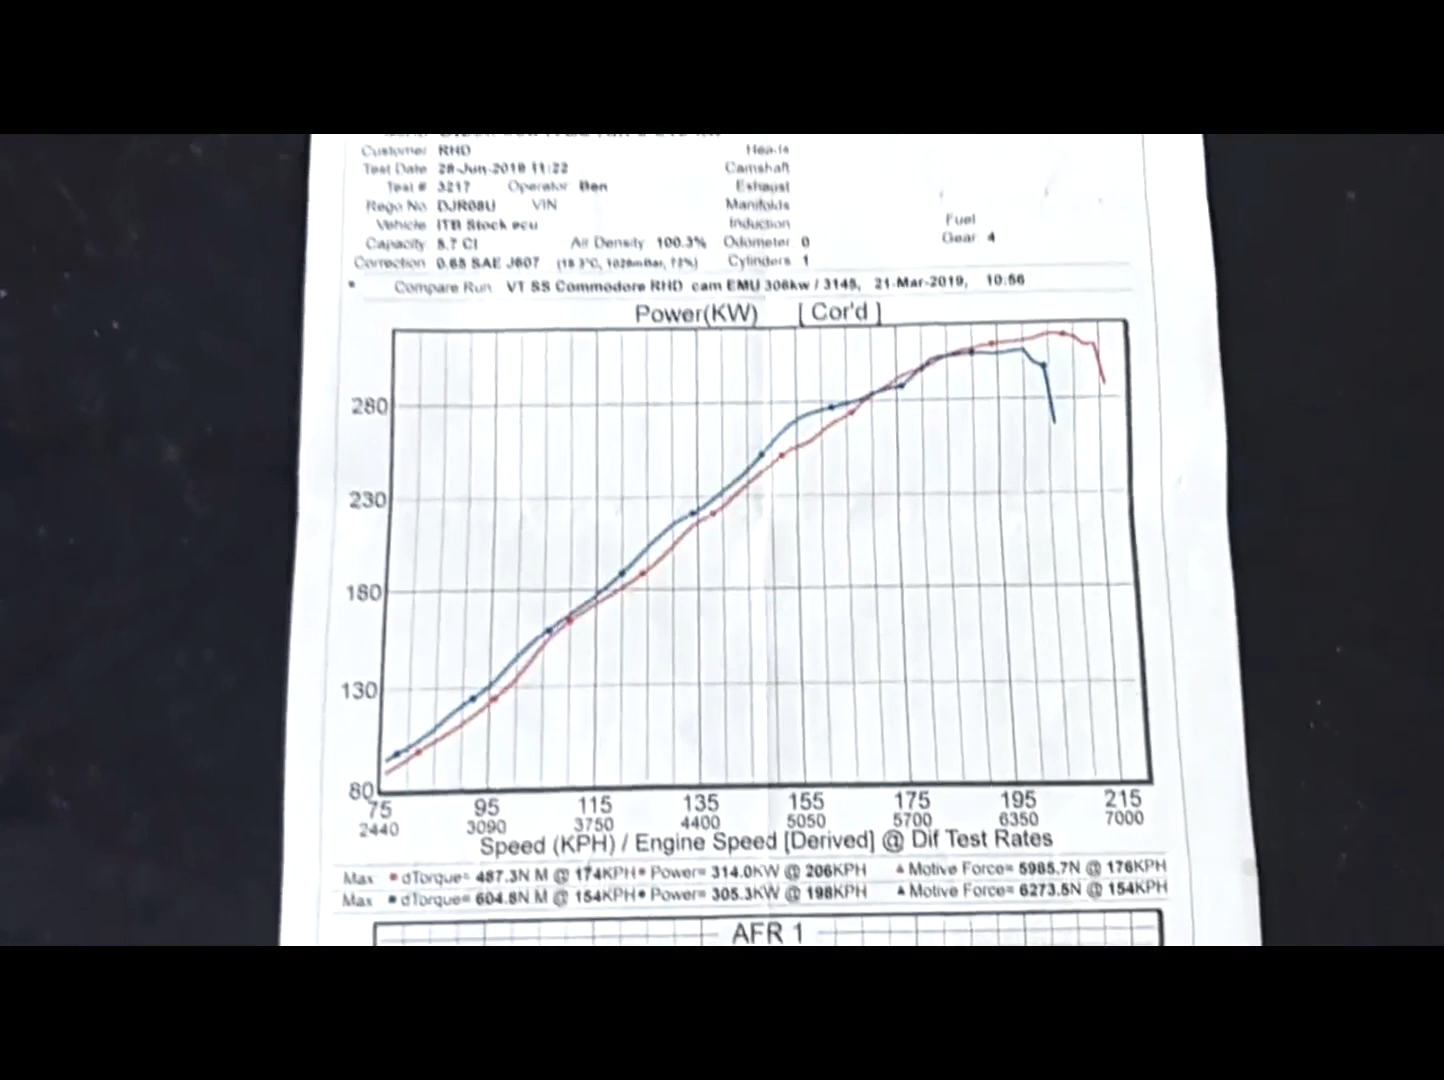 Customer RHD
Test Date 28-Jun-2019 11:22
Test # 3217 Operator Ben
Rego No. DJR08U VIN
Vehicle ITB Stock ecu
Capacity 5.7 CI Air Density 100.3%
Correction 0.65 SAE J607
Heads
Camshaft
Exhaust
Manifolds
Induction
Odometer 0
Cylinders 1
Fuel
Gear 4
* Compare Run VT SS Commodore RHD cam EMU 306kw / 3145, 21-Mar-2019, 10:56
Power(KW) [ Cor'd ]
280
230
180
130
80
75 95 115 135 155 175 195 215
2440 3090 3750 4400 5050 5700 6350 7000
Speed (KPH) / Engine Speed [Derived] @ Dif Test Rates
Max dTorque= 487.3N M @ 174KPH Power= 314.0KW @ 206KPH Motive Force= 5985.7N @ 176KPH
Max dTorque= 604.8N M @ 154KPH Power= 305.3KW @ 198KPH Motive Force= 6273.5N @ 154KPH
AFR 1